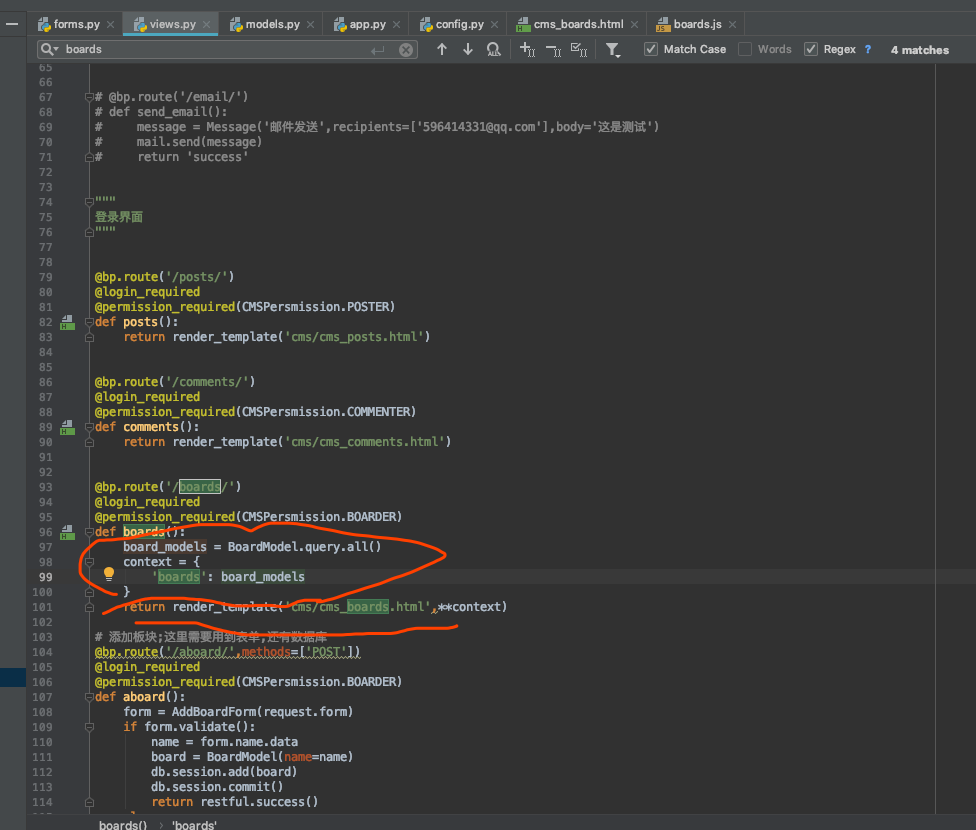 forms.py views.py models.py app.py config.py cms_boards.html boards.js
boards Match Case Words Regex ? 4 matches
65
66
67 # @bp.route('/email/')
68 # def send_email():
69 #     message = Message('邮件发送',recipients=['596414331@qq.com'],body='这是测试')
70 #     mail.send(message)
71 #     return 'success'
72
73
74 """
75 登录界面
76 """
77
78
79 @bp.route('/posts/')
80 @login_required
81 @permission_required(CMSPersmission.POSTER)
82 def posts():
83     return render_template('cms/cms_posts.html')
84
85
86 @bp.route('/comments/')
87 @login_required
88 @permission_required(CMSPersmission.COMMENTER)
89 def comments():
90     return render_template('cms/cms_comments.html')
91
92
93 @bp.route('/boards/')
94 @login_required
95 @permission_required(CMSPersmission.BOARDER)
96 def boards():
97     board_models = BoardModel.query.all()
98     context = {
99         'boards': board_models
100     }
101     return render_template('cms/cms_boards.html',**context)
102
103 # 添加板块;这里需要用到表单,还有数据库
104 @bp.route('/aboard/',methods=['POST'])
105 @login_required
106 @permission_required(CMSPersmission.BOARDER)
107 def aboard():
108     form = AddBoardForm(request.form)
109     if form.validate():
110         name = form.name.data
111         board = BoardModel(name=name)
112         db.session.add(board)
113         db.session.commit()
114         return restful.success()
boards() › 'boards'